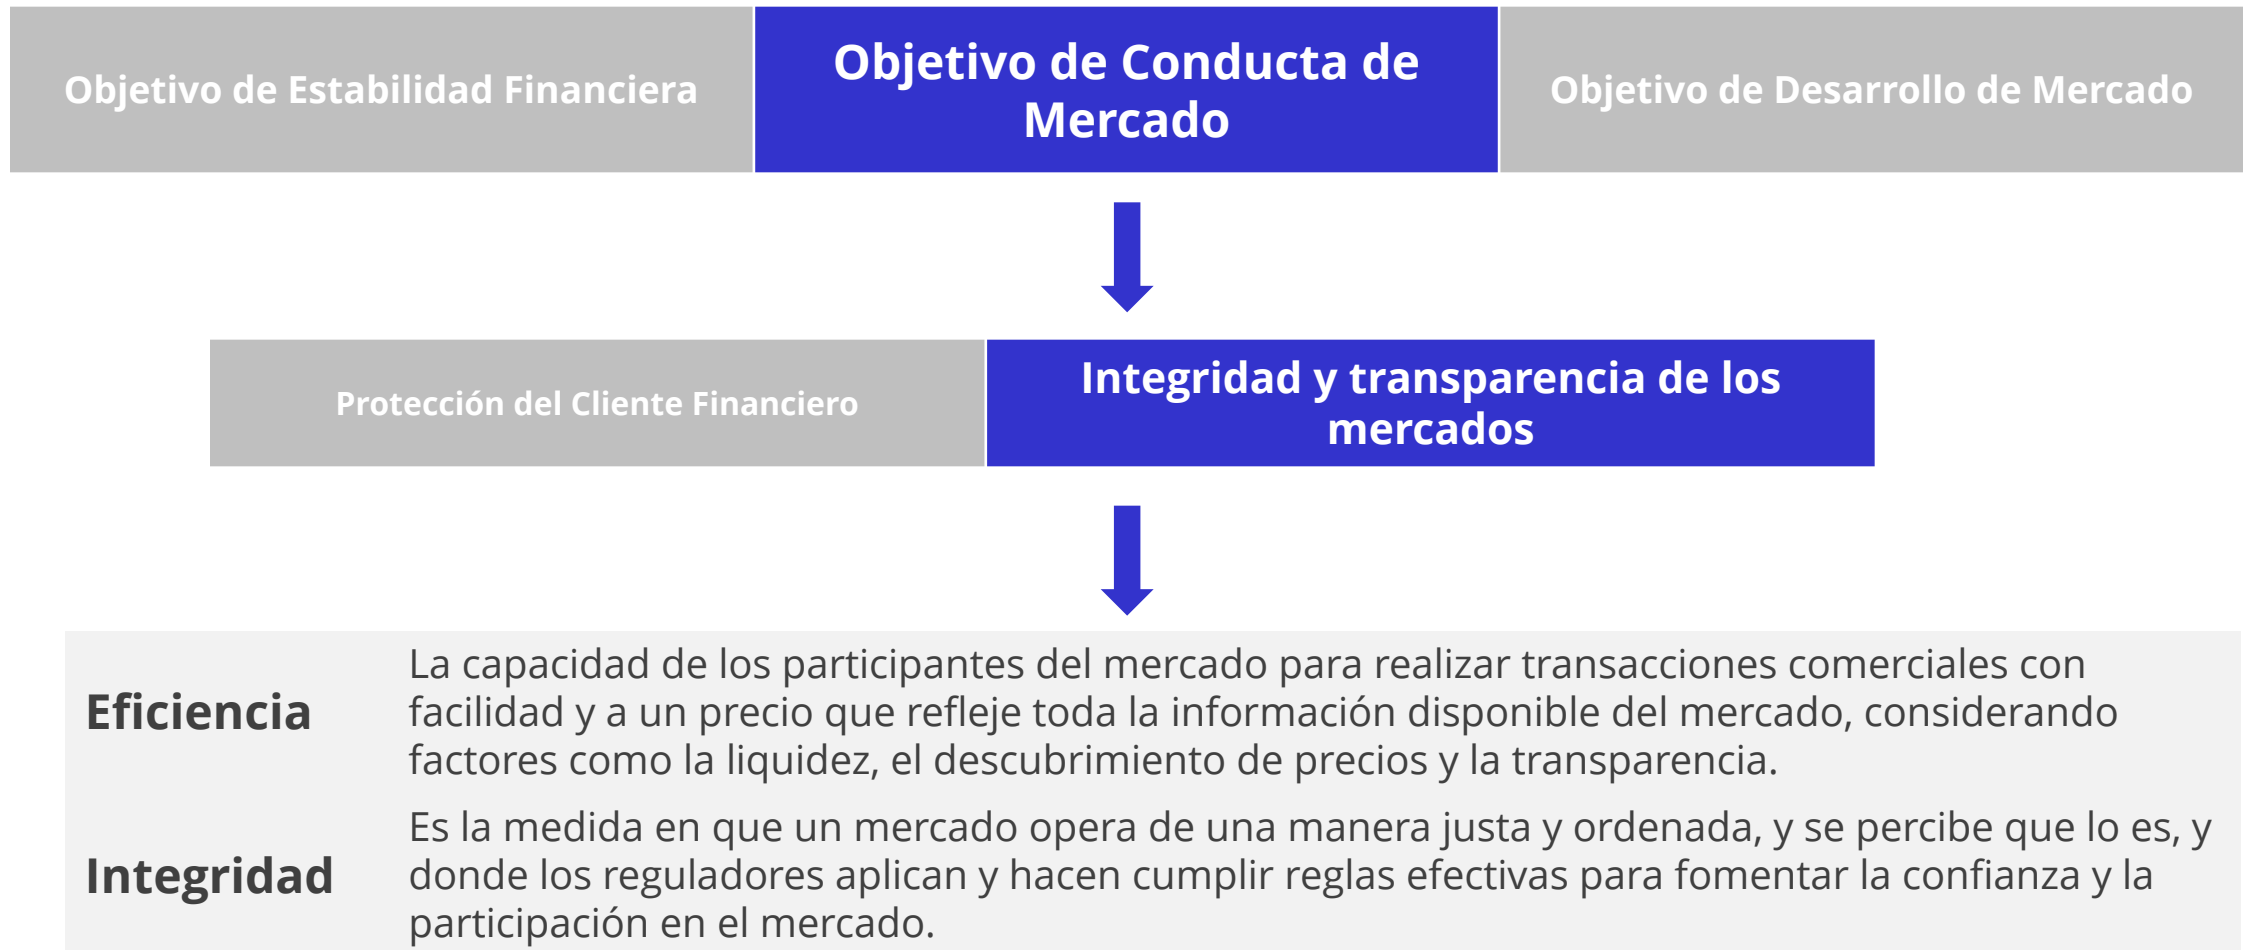 Objetivo de Estabilidad Financiera
Objetivo de Conducta de
Mercado
Objetivo de Desarrollo de Mercado
Protección del Cliente Financiero
Integridad y transparencia de los
mercados
Eficiencia
La capacidad de los participantes del mercado para realizar transacciones comerciales con
facilidad y a un precio que refleje toda la información disponible del mercado, considerando
factores como la liquidez, el descubrimiento de precios y la transparencia.
Integridad
Es la medida en que un mercado opera de una manera justa y ordenada, y se percibe que lo es, y
donde los reguladores aplican y hacen cumplir reglas efectivas para fomentar la confianza y la
participación en el mercado.